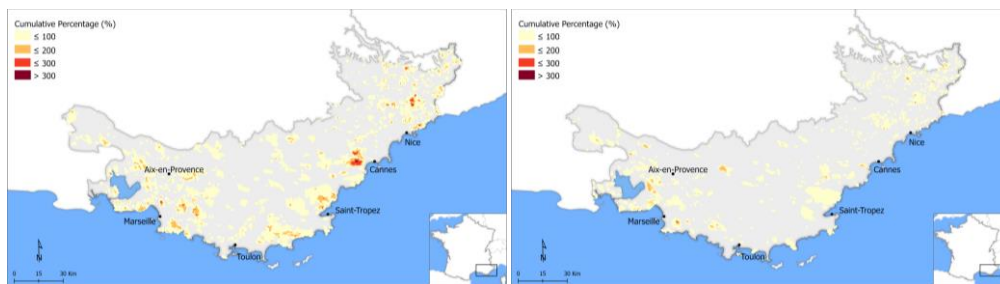 Cumulative Percentage (%)
≤ 100
≤ 200
≤ 300
> 300
Nice
Cannes
Aix-en-Provence
Saint-Tropez
Marseille
Toulon
N
0 15 30 Km
Cumulative Percentage (%)
≤ 100
≤ 200
≤ 300
> 300
Nice
Cannes
Aix-en-Provence
Saint-Tropez
Marseille
Toulon
N
0 15 30 Km